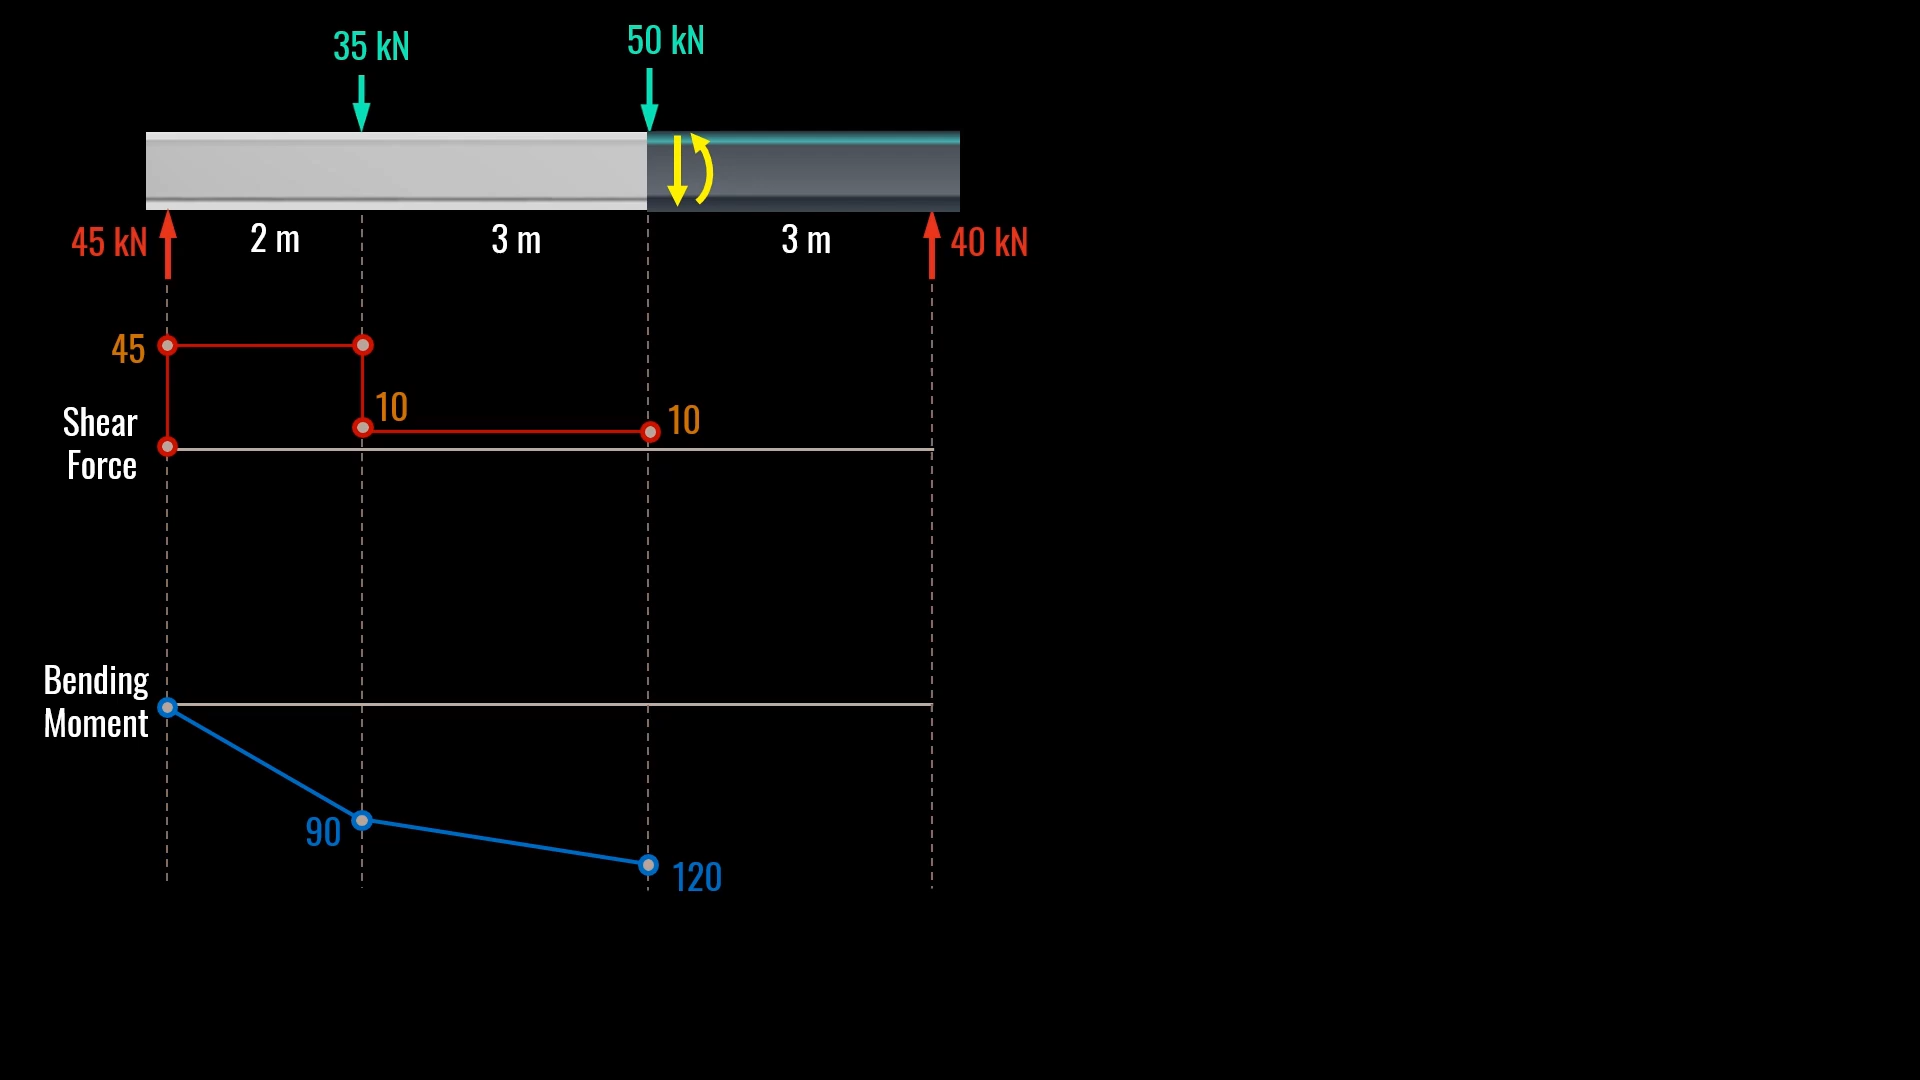 35 kN
50 kN
45 kN
2 m
3 m
3 m
40 kN
45
10
10
Shear
Force
Bending
Moment
90
120